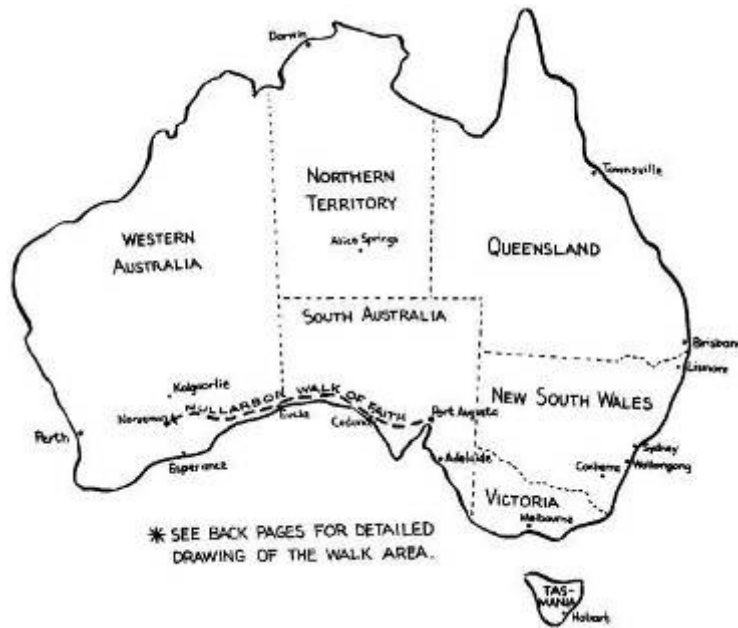 Darwin
Townsville
NORTHERN
TERRITORY
Alice Springs
WESTERN
AUSTRALIA
QUEENSLAND
SOUTH AUSTRALIA
Brisbane
Lismore
Kalgoorlie
NULLARBOR WALK OF FAITH
Norseman
Eucla
Ceduna
Port Augusta
NEW SOUTH WALES
Perth
Esperance
Adelaide
Sydney
Wollongong
Canberra
VICTORIA
Melbourne
* SEE BACK PAGES FOR DETAILED
DRAWING OF THE WALK AREA.
TAS-
MANIA
Hobart